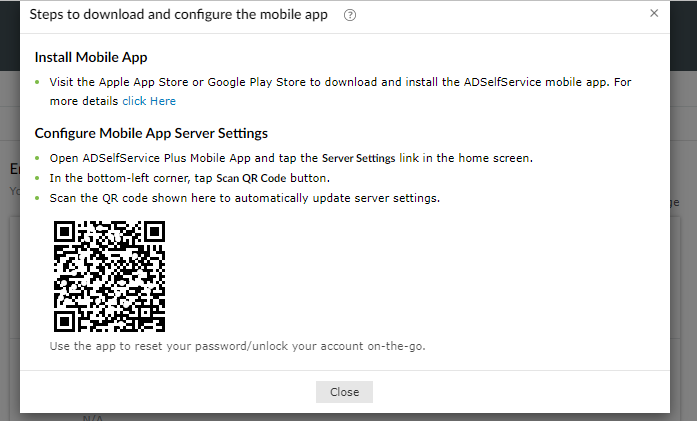 Steps to download and configure the mobile app ?
Install Mobile App
Visit the Apple App Store or Google Play Store to download and install the ADSelfService mobile app. For
more details click Here
Configure Mobile App Server Settings
Open ADSelfService Plus Mobile App and tap the Server Settings link in the home screen.
In the bottom-left corner, tap Scan QR Code button.
Scan the QR code shown here to automatically update server settings.
Use the app to reset your password/unlock your account on-the-go.
Close
N/A